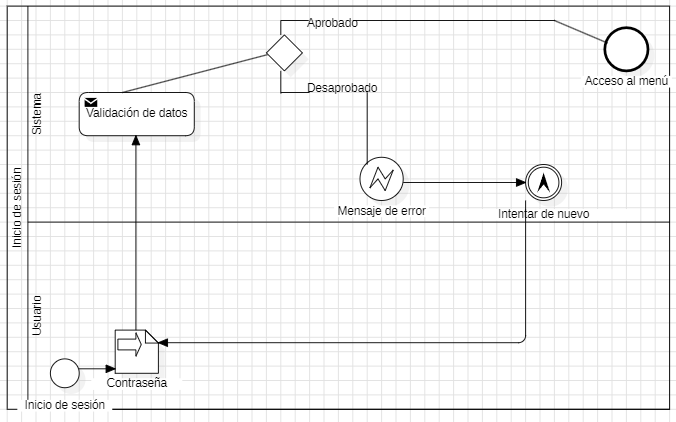 Inicio de sesión
Sistema
Usuario
Aprobado
Acceso al menú
Desaprobado
Validación de datos
Mensaje de error
Intentar de nuevo
Contraseña
Inicio de sesión